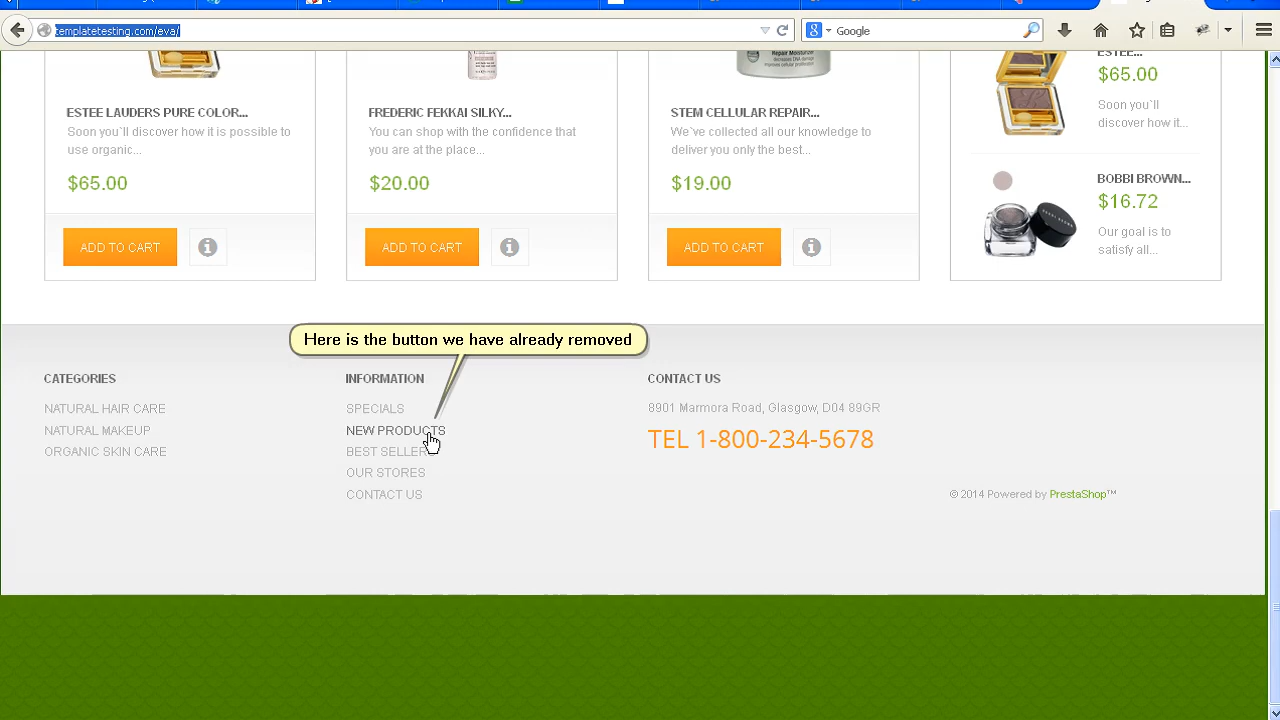 templatetesting.com/eva/
Google
ESTEE LAUDERS PURE COLOR...
Soon you`ll discover how it is possible to
use organic...
$65.00
ADD TO CART
FREDERIC FEKKAI SILKY...
You can shop with the confidence that
you are at the place...
$20.00
ADD TO CART
Repair Moisturizer
STEM CELLULAR REPAIR...
We`ve collected all our knowledge to
deliver you only the best...
$19.00
ADD TO CART
ESTEE...
$65.00
Soon you`ll
discover how it...
BOBBI BROWN...
$16.72
Our goal is to
satisfy all...
Here is the button we have already removed
CATEGORIES
NATURAL HAIR CARE
NATURAL MAKEUP
ORGANIC SKIN CARE
INFORMATION
SPECIALS
NEW PRODUCTS
BEST SELLER
OUR STORES
CONTACT US
CONTACT US
8901 Marmora Road, Glasgow, D04 89GR
TEL 1-800-234-5678
© 2014 Powered by PrestaShop™